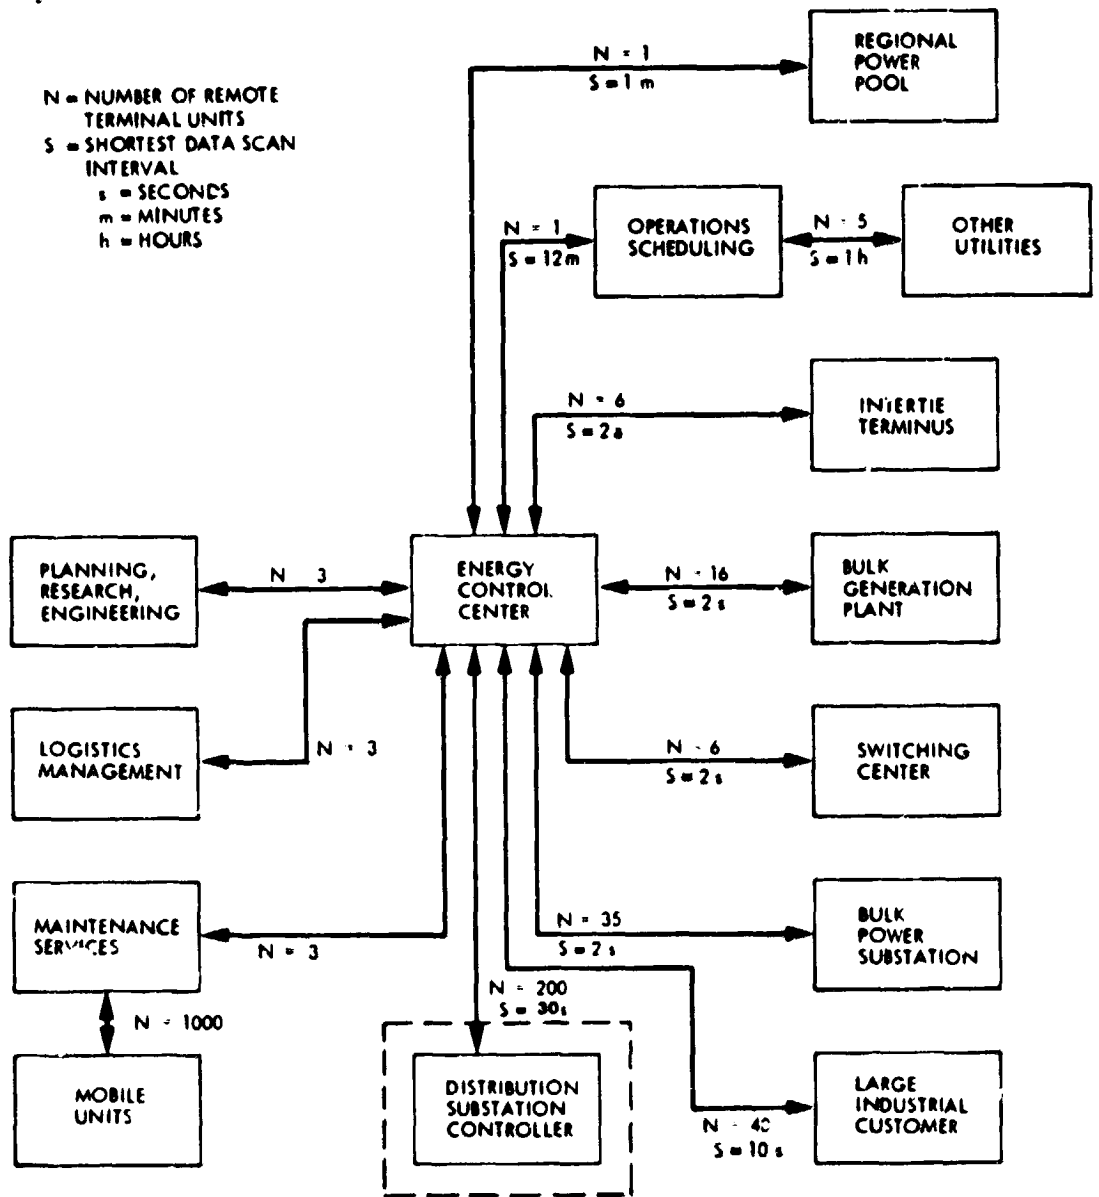 N = 1
S = 1 m
REGIONAL
POWER
POOL
N = NUMBER OF REMOTE
TERMINAL UNITS
S = SHORTEST DATA SCAN
INTERVAL
s = SECONDS
m = MINUTES
h = HOURS
N = 1
S = 12m
OPERATIONS
SCHEDULING
N = 5
S = 1h
OTHER
UTILITIES
N = 6
S = 2s
INTERTIE
TERMINUS
PLANNING,
RESEARCH,
ENGINEERING
N = 3
ENERGY
CONTROL
CENTER
N = 16
S = 2 s
BULK
GENERATION
PLANT
LOGISTICS
MANAGEMENT
N = 3
N = 6
S = 2 s
SWITCHING
CENTER
MAINTENANCE
SERVICES
N = 3
N = 35
S = 2 s
BULK
POWER
SUBSTATION
N = 200
S = 30s
N = 1000
MOBILE
UNITS
DISTRIBUTION
SUBSTATION
CONTROLLER
N = 40
S = 10 s
LARGE
INDUSTRIAL
CUSTOMER